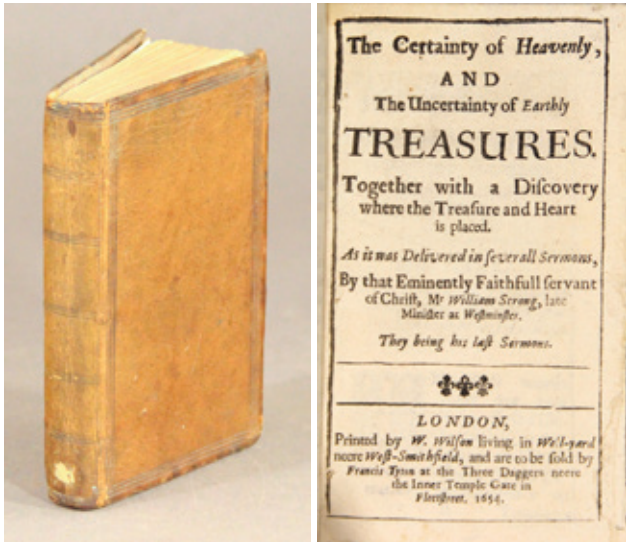 The Certainty of Heavenly,
AND
The Uncertainty of Earthly
TREASURES.
Together with a Diſcovery
where the Treaſure and Heart
is placed.
As it was Delivered in ſeverall Sermons,
By that Eminently Faithfull ſervant
of Chriſt, Mr William Strong, late
Miniſter at Weſtminſter.
They being his laſt Sermons.
LONDON,
Printed by W. Wilſon living in Well-yard
neere Weſt-Smithfield, and are to be ſold by
Francis Tyton at the Three Daggers neere
the Inner Temple Gate in
Fleetſtreet. 1654.